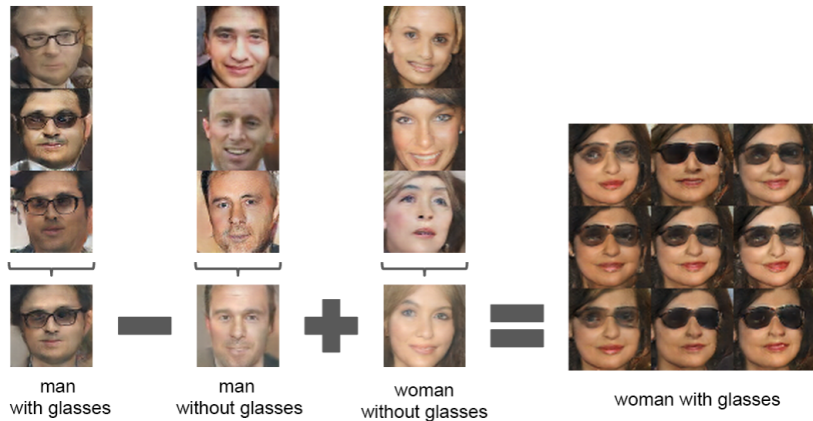 man
with glasses
man
without glasses
woman
without glasses
woman with glasses